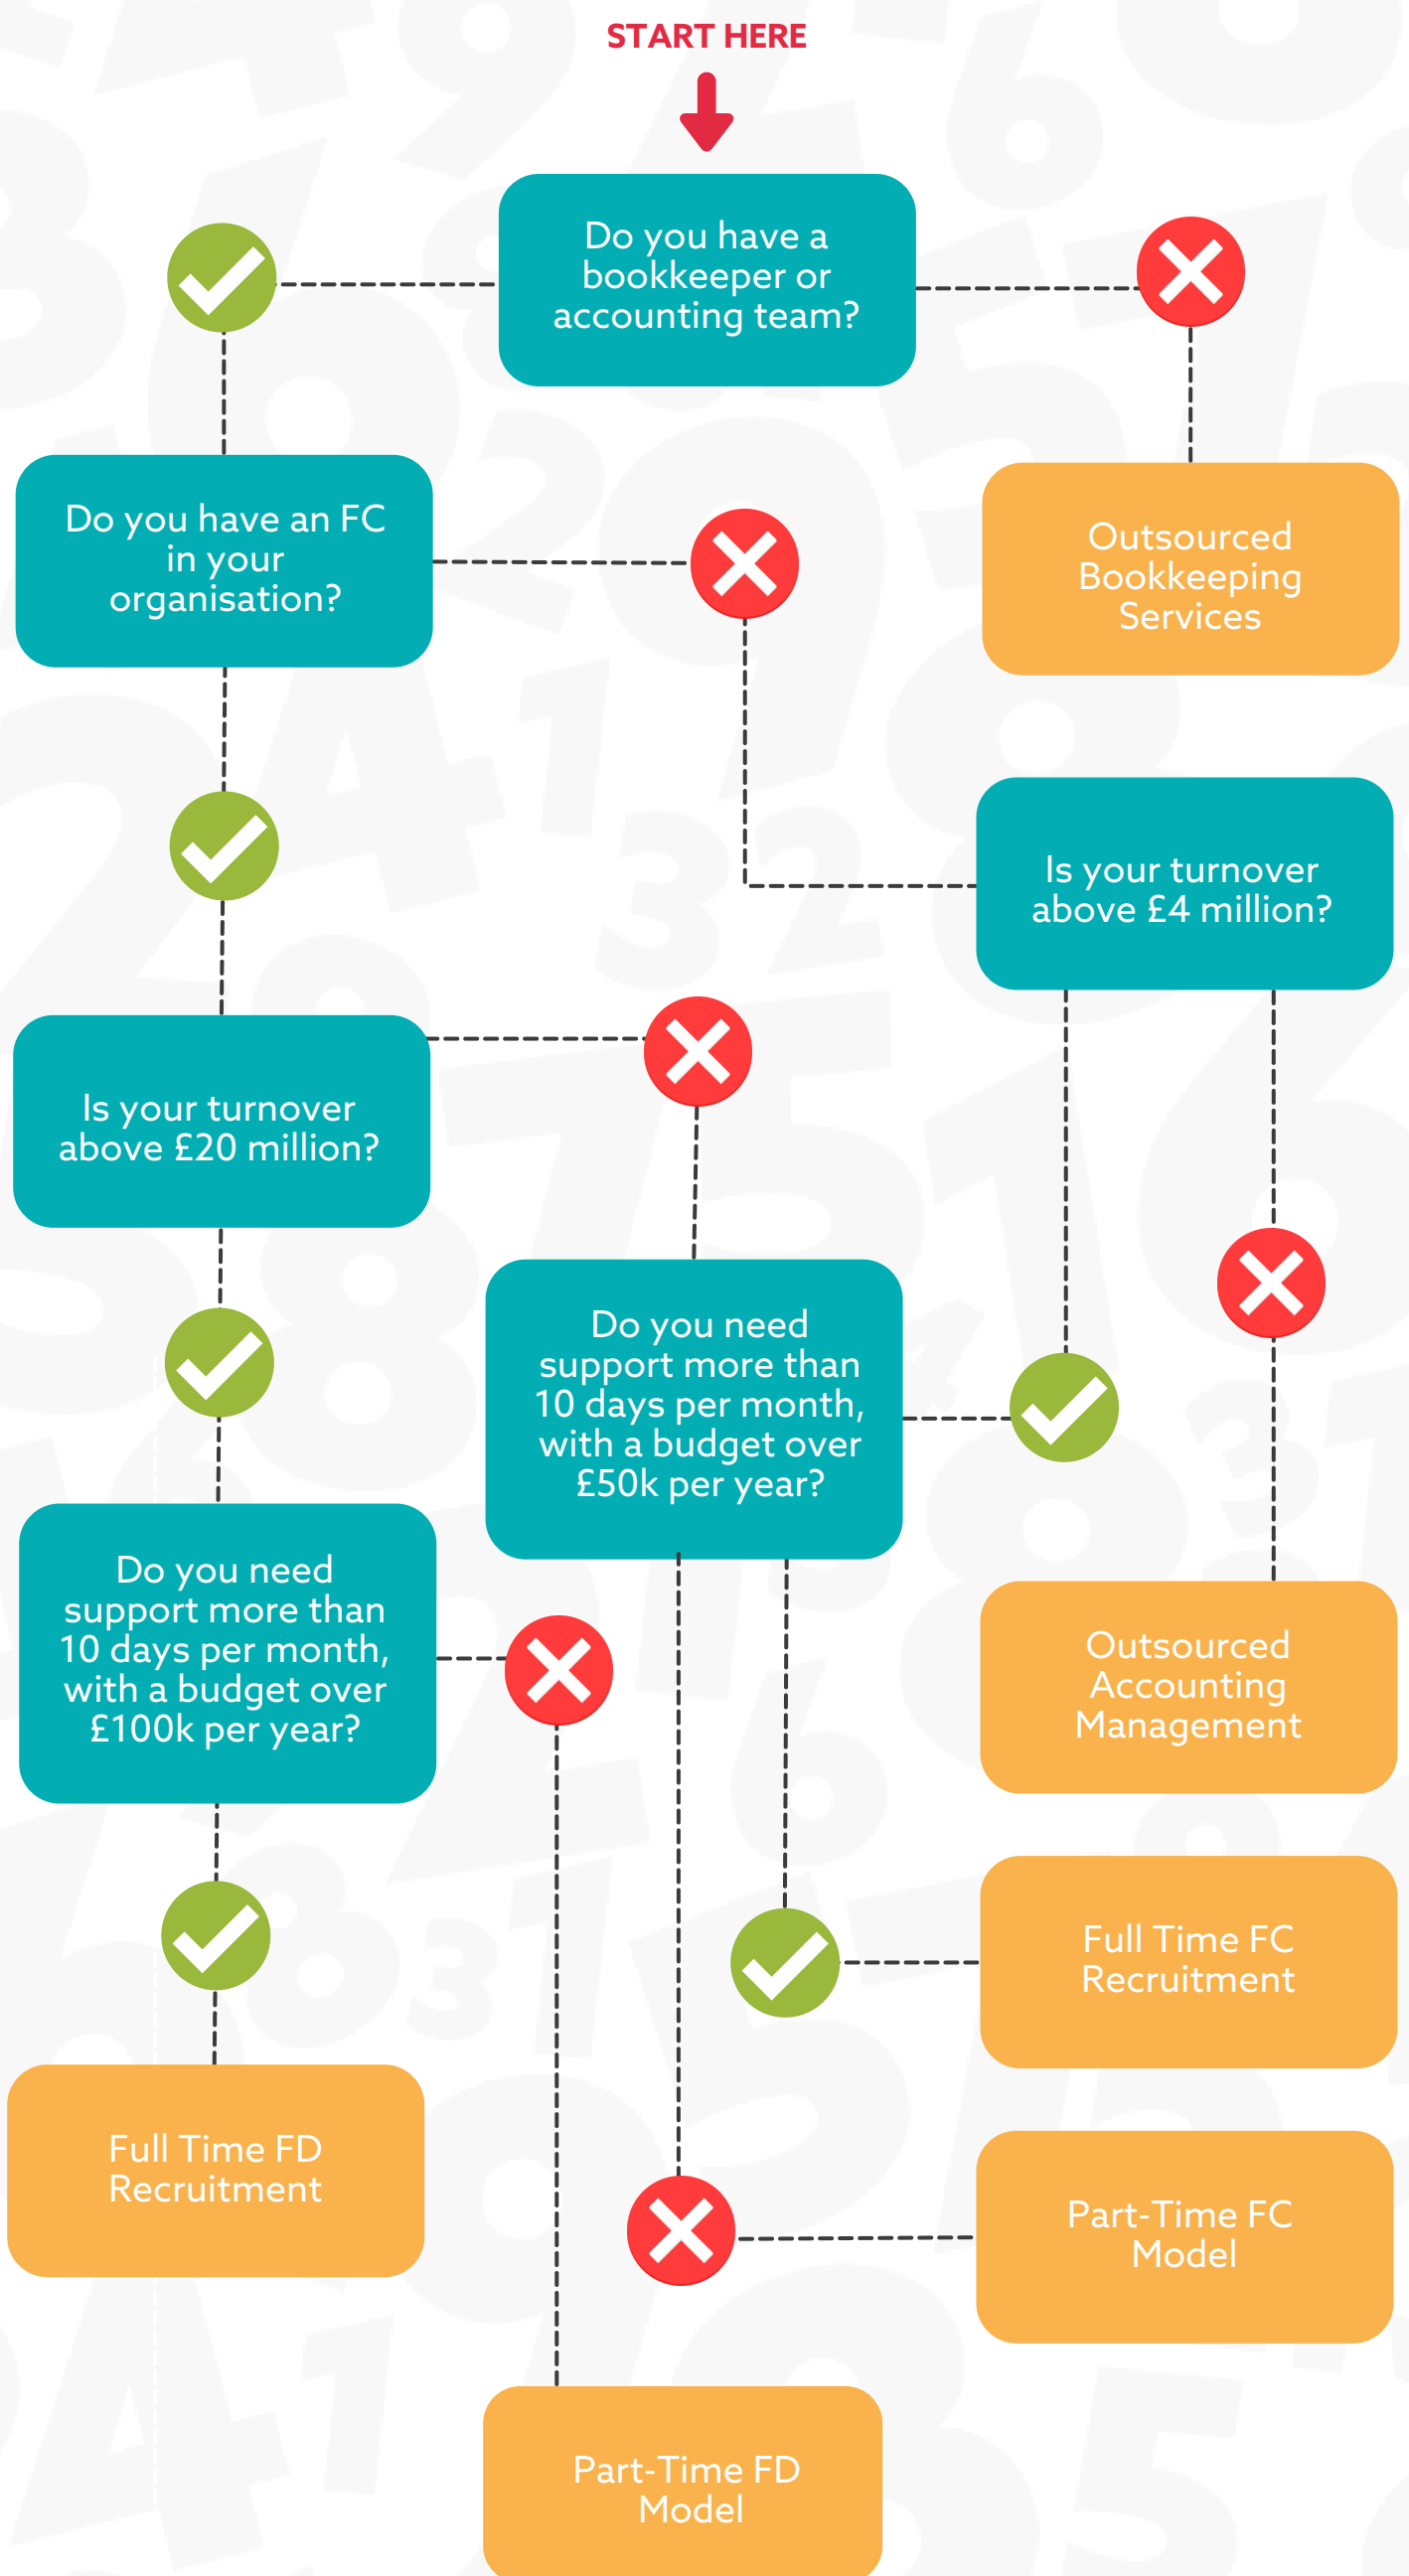 START HERE
Do you have a
bookkeeper or
accounting team?
Do you have an FC
in your
organisation?
Outsourced
Bookkeeping
Services
Is your turnover
above £4 million?
Is your turnover
above £20 million?
Do you need
support more than
10 days per month,
with a budget over
£50k per year?
Do you need
support more than
10 days per month,
with a budget over
£100k per year?
Outsourced
Accounting
Management
Full Time FC
Recruitment
Full Time FD
Recruitment
Part-Time FC
Model
Part-Time FD
Model